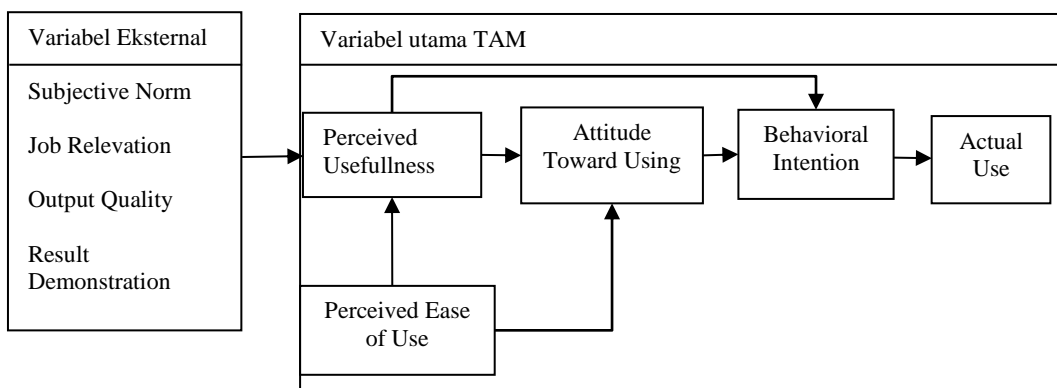 Variabel Eksternal
Subjective Norm
Job Relevation
Output Quality
Result
Demonstration
Variabel utama TAM
Perceived
Usefullness
Attitude
Toward Using
Behavioral
Intention
Actual
Use
Perceived Ease
of Use